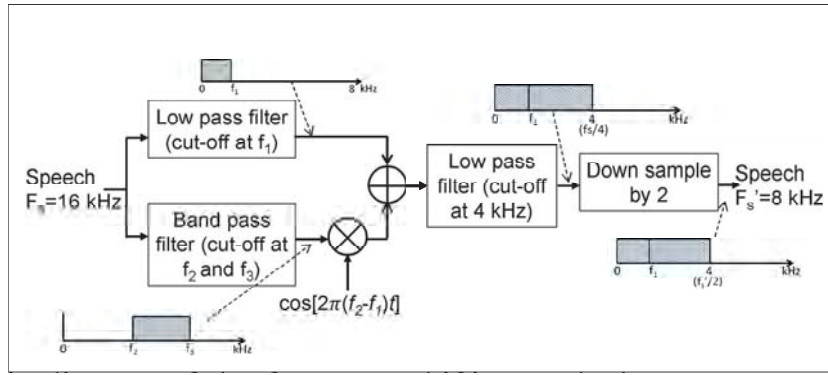 0 f₁ 8 kHz
Low pass filter
(cut-off at f₁)
Speech
Fₛ=16 kHz
Band pass
filter (cut-off at
f₂ and f₃)
cos[2π(f₂-f₁)t]
0 f₂ f₃ kHz
Low pass
filter (cut-off
at 4 kHz)
0 f₁ 4 kHz
(fs/4)
Down sample
by 2
Speech
Fₛ'=8 kHz
0 f₁ 4 kHz
(fₛ'/2)